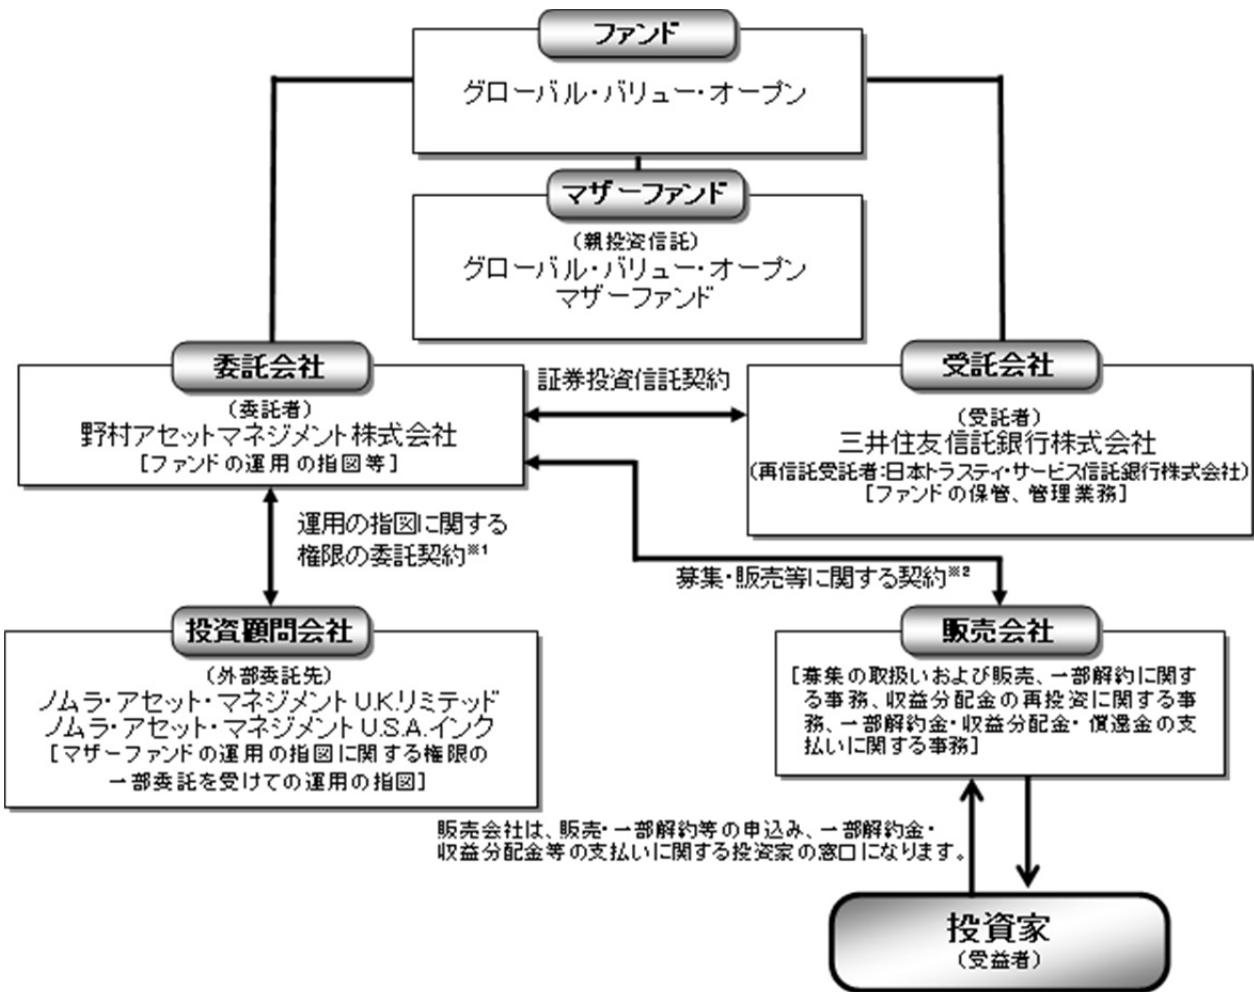 ファンド
グローバル・バリュー・オープン
マザーファンド
(親投資信託)
グローバル・バリュー・オープン
マザーファンド
委託会社
(委託者)
野村アセットマネジメント株式会社
[ファンドの運用の指図等]
証券投資信託契約
受託会社
(受託者)
三井住友信託銀行株式会社
(再信託受託者:日本トラスティ・サービス信託銀行株式会社)
[ファンドの保管、管理業務]
運用の指図に関する
権限の委託契約※1
募集・販売等に関する契約※2
投資顧問会社
(外部委託先)
ノムラ・アセット・マネジメントU.K.リミテッド
ノムラ・アセット・マネジメントU.S.A.インク
[マザーファンドの運用の指図に関する権限の
一部委託を受けての運用の指図]
販売会社
[募集の取扱いおよび販売、一部解約に関す
る事務、収益分配金の再投資に関する事
務、一部解約金・収益分配金・償還金の支
払いに関する事務]
販売会社は、販売・一部解約等の申込み、一部解約金・
収益分配金等の支払いに関する投資家の窓口になります。
投資家
(受益者)